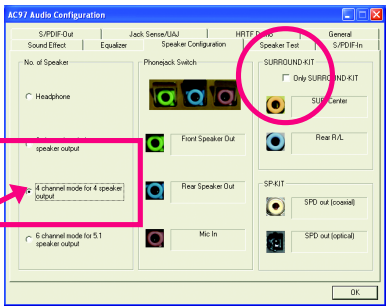 AC97 Audio Configuration
S/PDIF-Out
Jack Sense/UAJ
General
Sound Effect
Equalizer
Speaker Configuration
Speaker Test
S/PDIF-In
No. of Speaker
Headphone
speaker output
4 channel mode for 4 speaker
output
6 channel mode for 5.1
speaker output
Phonejack Switch
Front Speaker Out
Rear Speaker Out
Mic In
SURROUND-KIT
Only SURROUND-KIT
Center
Rear R/L
SP-KIT
SPD out (coaxial)
SPD out (optical)
OK